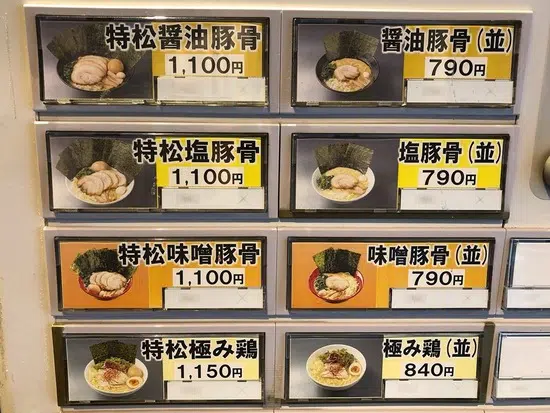 特松醤油豚骨
1,100円
醤油豚骨(並)
790円
特松塩豚骨
1,100円
塩豚骨(並)
790円
特松味噌豚骨
1,100円
味噌豚骨(並)
790円
特松極み鶏
1,150円
極み鶏(並)
840円